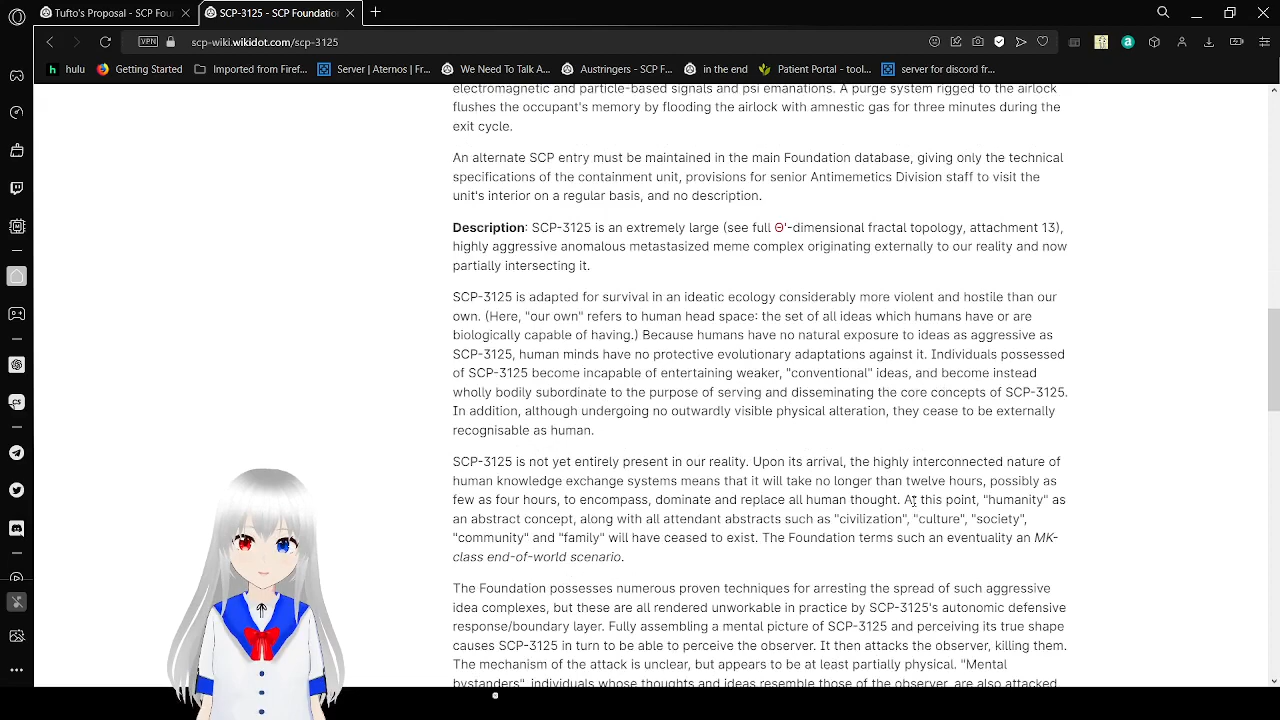 Tufto's Proposal - SCP Foun
SCP-3125 - SCP Foundation
VPN
scp-wiki.wikidot.com/scp-3125
hulu
Getting Started
Imported from Firef...
Server | Aternos | Fr...
We Need To Talk A...
Austringers - SCP F...
in the end
Patient Portal - tool...
server for discord fr...
electromagnetic and particle-based signals and psi emanations. A purge system rigged to the airlock
flushes the occupant's memory by flooding the airlock with amnestic gas for three minutes during the
exit cycle.
An alternate SCP entry must be maintained in the main Foundation database, giving only the technical
specifications of the containment unit, provisions for senior Antimemetics Division staff to visit the
unit's interior on a regular basis, and no description.
Description: SCP-3125 is an extremely large (see full Θ'-dimensional fractal topology, attachment 13),
highly aggressive anomalous metastasized meme complex originating externally to our reality and now
partially intersecting it.
SCP-3125 is adapted for survival in an ideatic ecology considerably more violent and hostile than our
own. (Here, "our own" refers to human head space: the set of all ideas which humans have or are
biologically capable of having.) Because humans have no natural exposure to ideas as aggressive as
SCP-3125, human minds have no protective evolutionary adaptations against it. Individuals possessed
of SCP-3125 become incapable of entertaining weaker, "conventional" ideas, and become instead
wholly bodily subordinate to the purpose of serving and disseminating the core concepts of SCP-3125.
In addition, although undergoing no outwardly visible physical alteration, they cease to be externally
recognisable as human.
SCP-3125 is not yet entirely present in our reality. Upon its arrival, the highly interconnected nature of
human knowledge exchange systems means that it will take no longer than twelve hours, possibly as
few as four hours, to encompass, dominate and replace all human thought. At this point, "humanity" as
an abstract concept, along with all attendant abstracts such as "civilization", "culture", "society",
"community" and "family" will have ceased to exist. The Foundation terms such an eventuality an MK-
class end-of-world scenario.
The Foundation possesses numerous proven techniques for arresting the spread of such aggressive
idea complexes, but these are all rendered unworkable in practice by SCP-3125's autonomic defensive
response/boundary layer. Fully assembling a mental picture of SCP-3125 and perceiving its true shape
causes SCP-3125 in turn to be able to perceive the observer. It then attacks the observer, killing them.
The mechanism of the attack is unclear, but appears to be at least partially physical. "Mental
bystanders", individuals whose thoughts and ideas resemble those of the observer, are also attacked